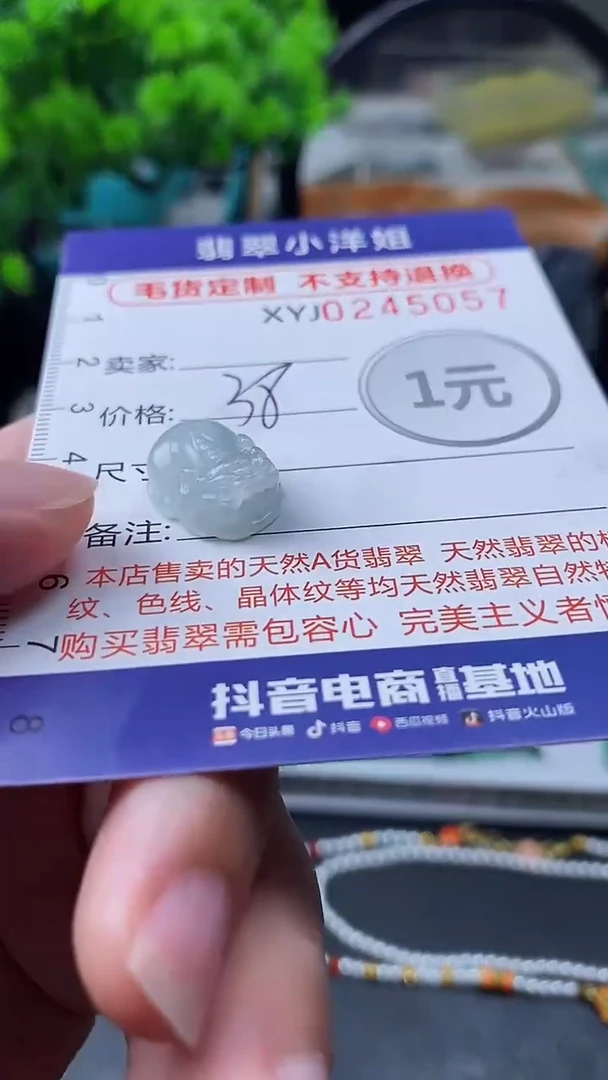 翡翠小洋姐
毛货定制 不支持退换
XYJ0245057
卖家:
1元
价格: 38
尺寸
备注:
本店售卖的天然A货翡翠 天然翡翠的
纹、色线、晶体纹等均天然翡翠自然
购买翡翠需包容心 完美主义者
抖音电商直播基地
今日头条 抖音 西瓜视频 抖音火山版
0
1
2
3
4
6
7
8